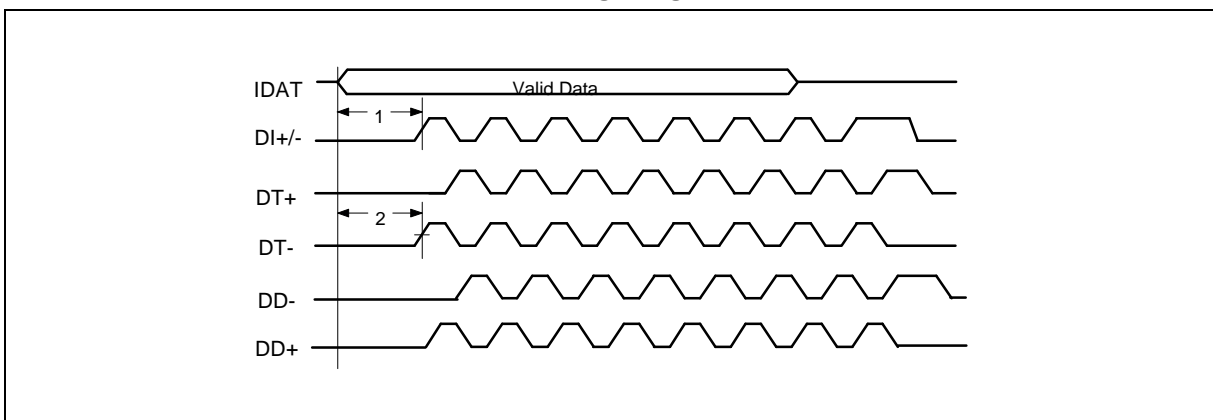 IDAT
Valid Data
1
DI+/-
DT+
2
DT-
DD-
DD+